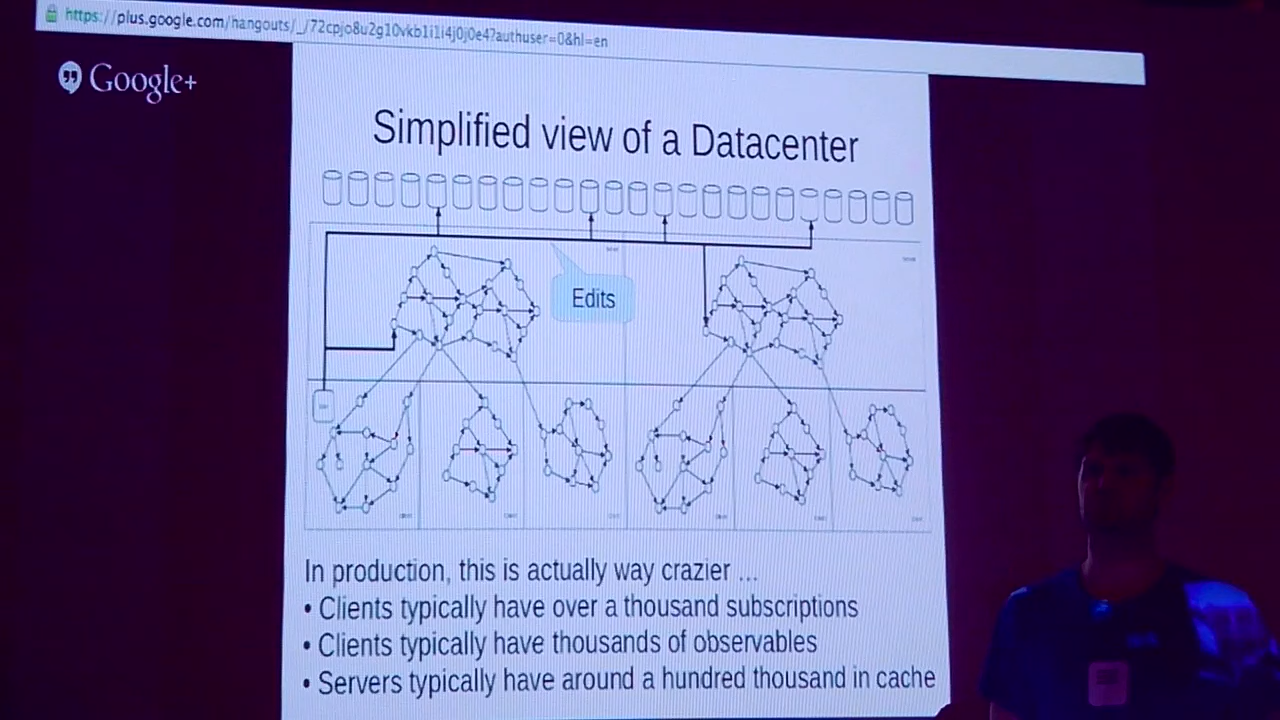 https://plus.google.com/hangouts/_/72cpjo8u2g10vkb1i1i4j0j0e4?authuser=0&hl=en
Google+
Simplified view of a Datacenter
Edits
In production, this is actually way crazier ...
• Clients typically have over a thousand subscriptions
• Clients typically have thousands of observables
• Servers typically have around a hundred thousand in cache